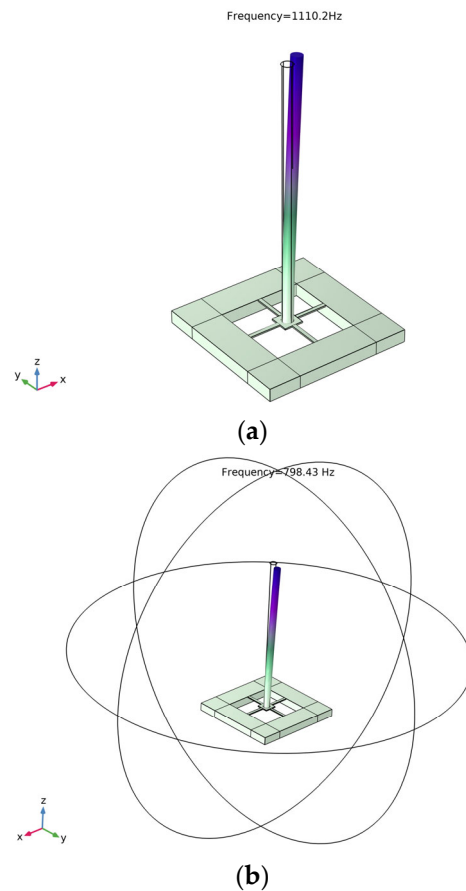 Frequency=1110.2Hz
z
y
x
(a)
Frequency=798.43 Hz
z
x
y
(b)